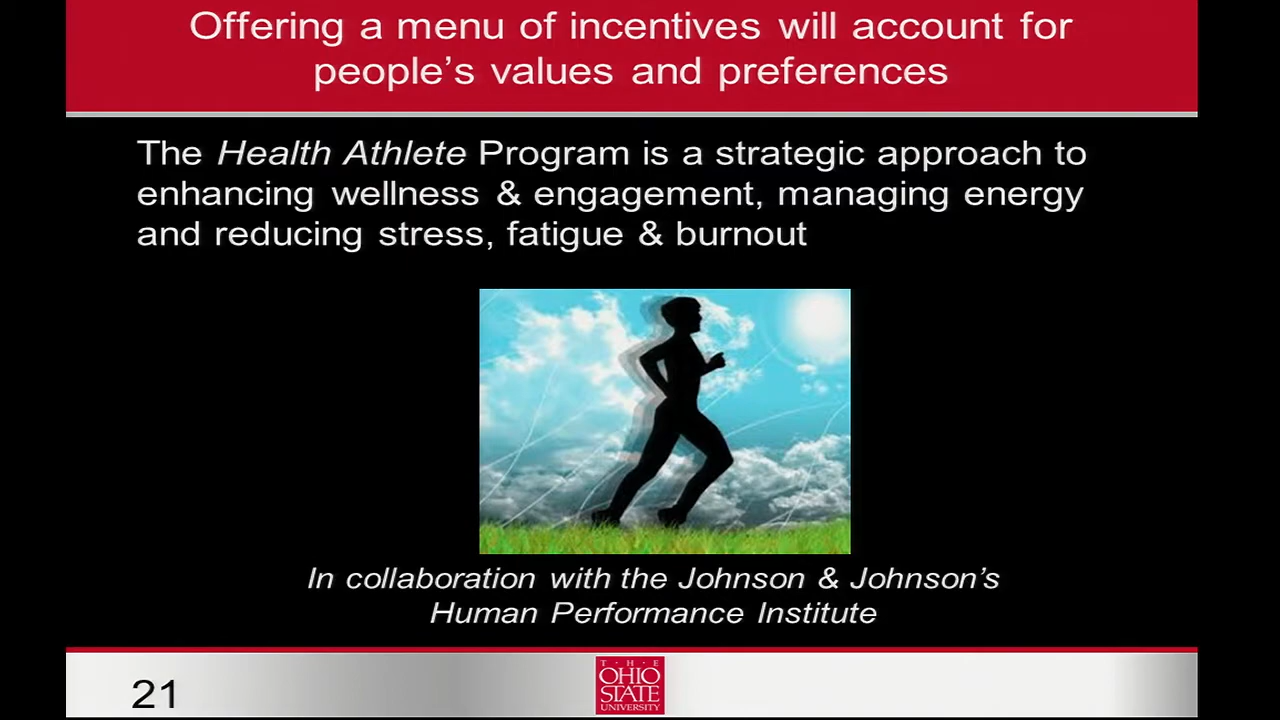 Offering a menu of incentives will account for
people’s values and preferences
The Health Athlete Program is a strategic approach to
enhancing wellness & engagement, managing energy
and reducing stress, fatigue & burnout
In collaboration with the Johnson & Johnson’s
Human Performance Institute
21
T · H · E
OHIO
STATE
UNIVERSITY